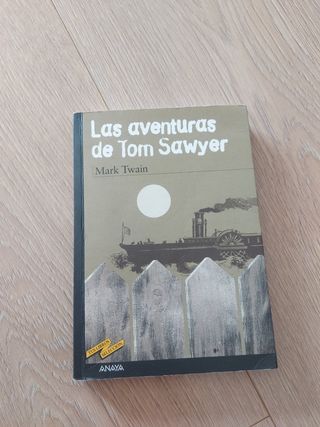 Las aventuras
de Tom Sawyer
Mark Twain
ANAYA